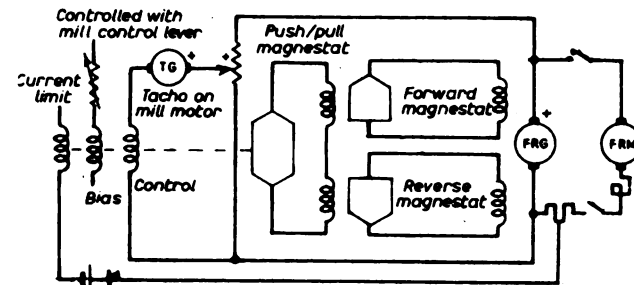 Controlled with
mill control lever
Push/pull
magnestat
Current
limit
TG
Tacho on
mill motor
Forward
magnestat
FRG
FRM
Bias
Control
Reverse
magnestat